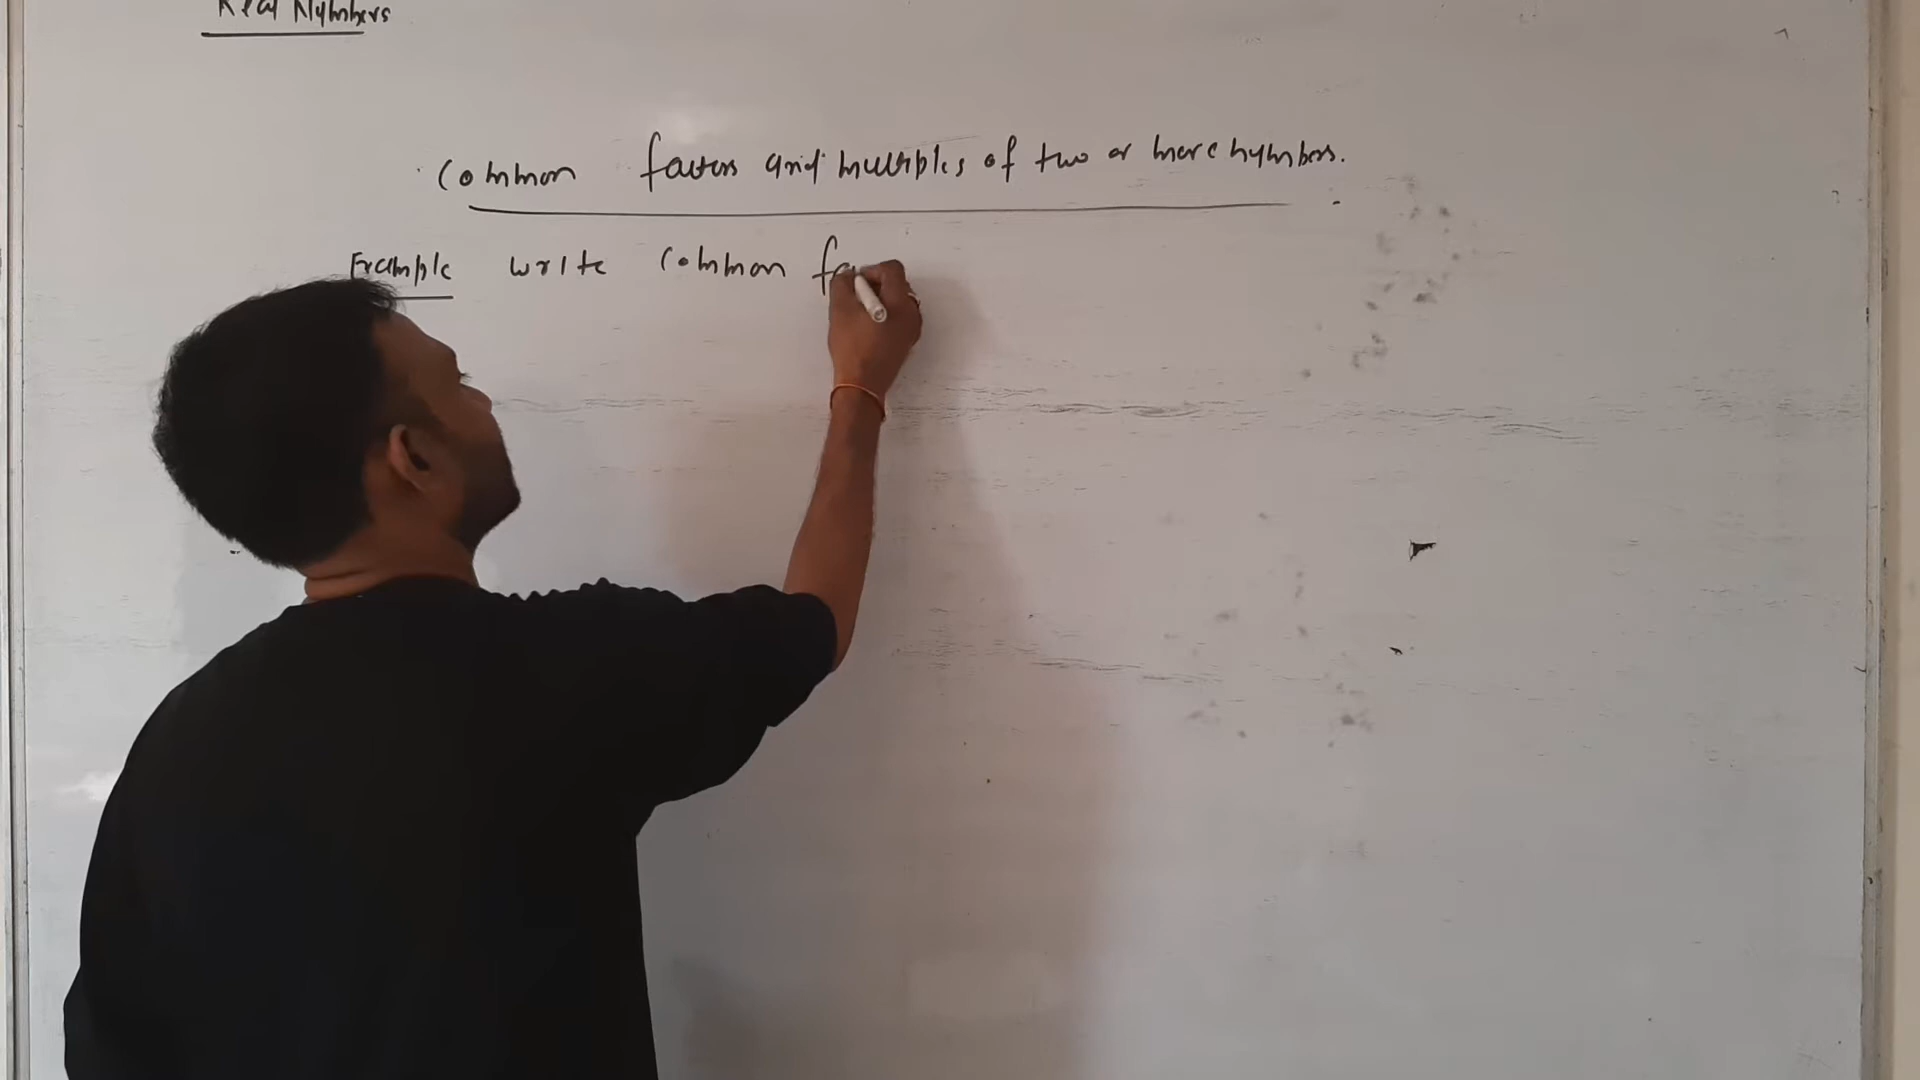 Real Numbers
Common factors and multiples of two or more numbers.
Example write common fa